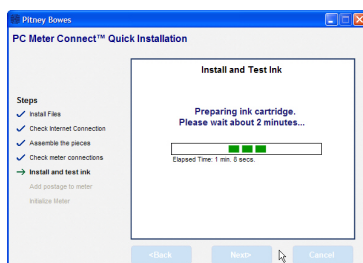 Pitney Bowes
PC Meter Connect™ Quick Installation
Install and Test Ink
Steps
Install Files
Check Internet Connection
Assemble the pieces
Check meter connections
Install and test ink
Add postage to meter
Initialize Meter
Preparing ink cartridge.
Please wait about 2 minutes...
Elapsed Time: 1 min. 8 secs.
<Back
Next>
Cancel